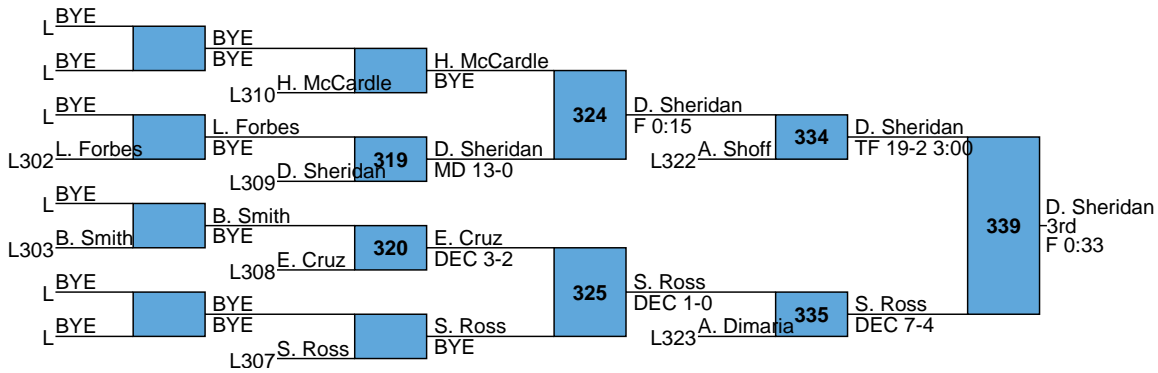 L BYE
BYE
BYE
L BYE
L310 H. McCardle
H. McCardle
BYE
L BYE
L. Forbes
BYE
L302 L. Forbes
319
L309 D. Sheridan
D. Sheridan
MD 13-0
324
D. Sheridan
F 0:15
L322 A. Shoff
334
D. Sheridan
TF 19-2 3:00
L BYE
B. Smith
BYE
L303 B. Smith
320
L308 E. Cruz
E. Cruz
DEC 3-2
L BYE
BYE
BYE
L BYE
L307 S. Ross
S. Ross
BYE
325
S. Ross
DEC 1-0
L323 A. Dimaria
335
S. Ross
DEC 7-4
339
D. Sheridan
3rd
F 0:33